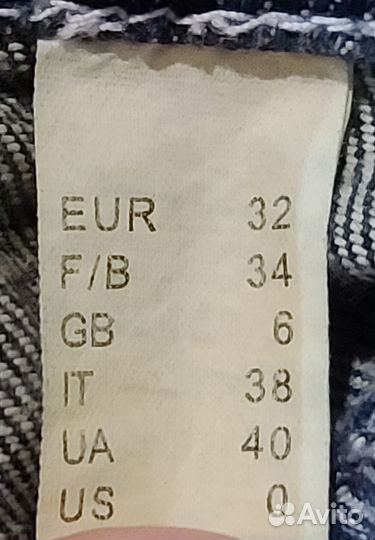 EUR 32
F/B 34
GB 6
IT 38
UA 40
US 0
Avito